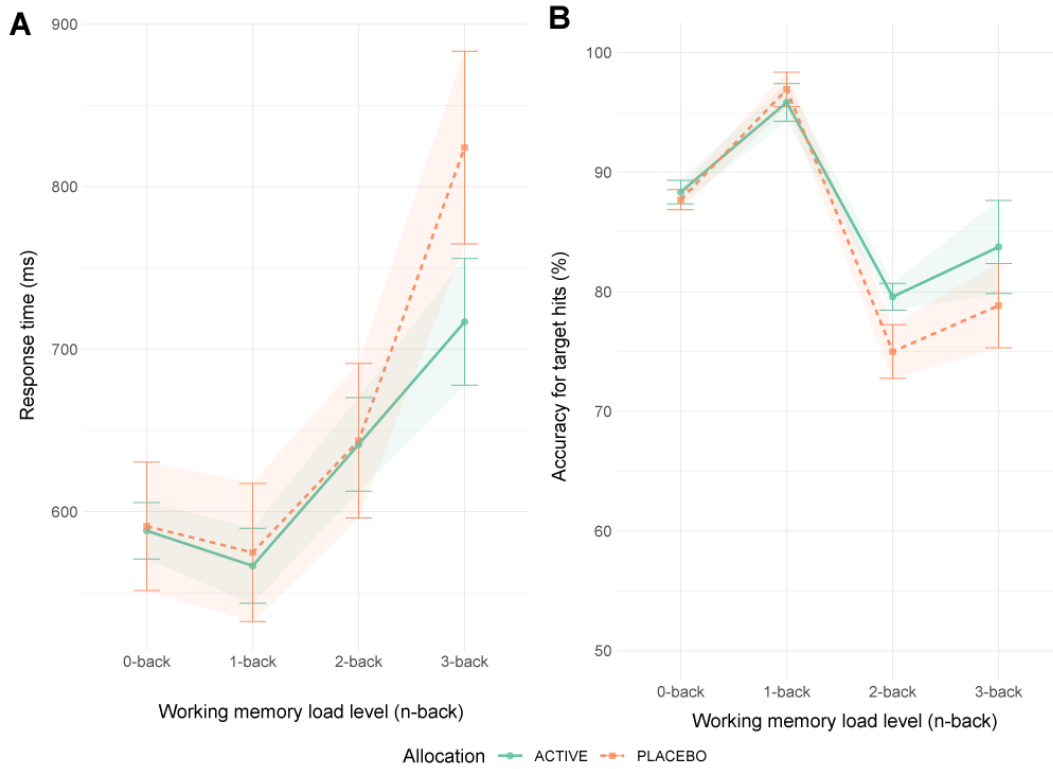 A
B
900
800
700
600
Response time (ms)
0-back 1-back 2-back 3-back
Working memory load level (n-back)
100
90
80
70
60
50
Accuracy for target hits (%)
0-back 1-back 2-back 3-back
Working memory load level (n-back)
Allocation ACTIVE PLACEBO